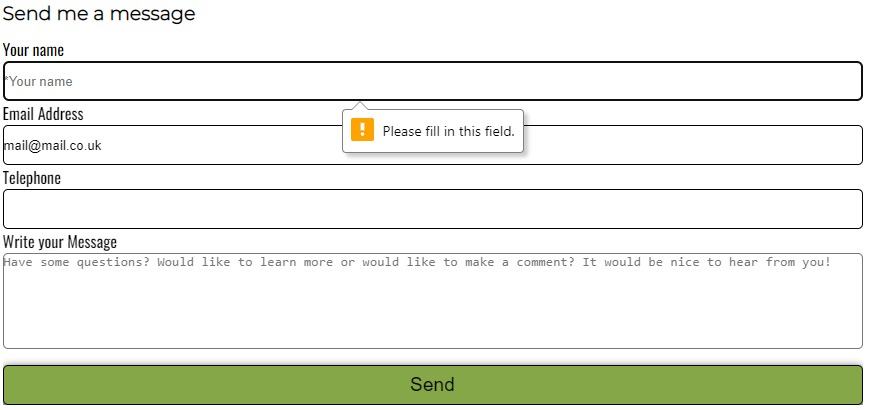 Send me a message
Your name
*Your name
Please fill in this field.
Email Address
mail@mail.co.uk
Telephone
Write your Message
Have some questions? Would like to learn more or would like to make a comment? It would be nice to hear from you!
Send